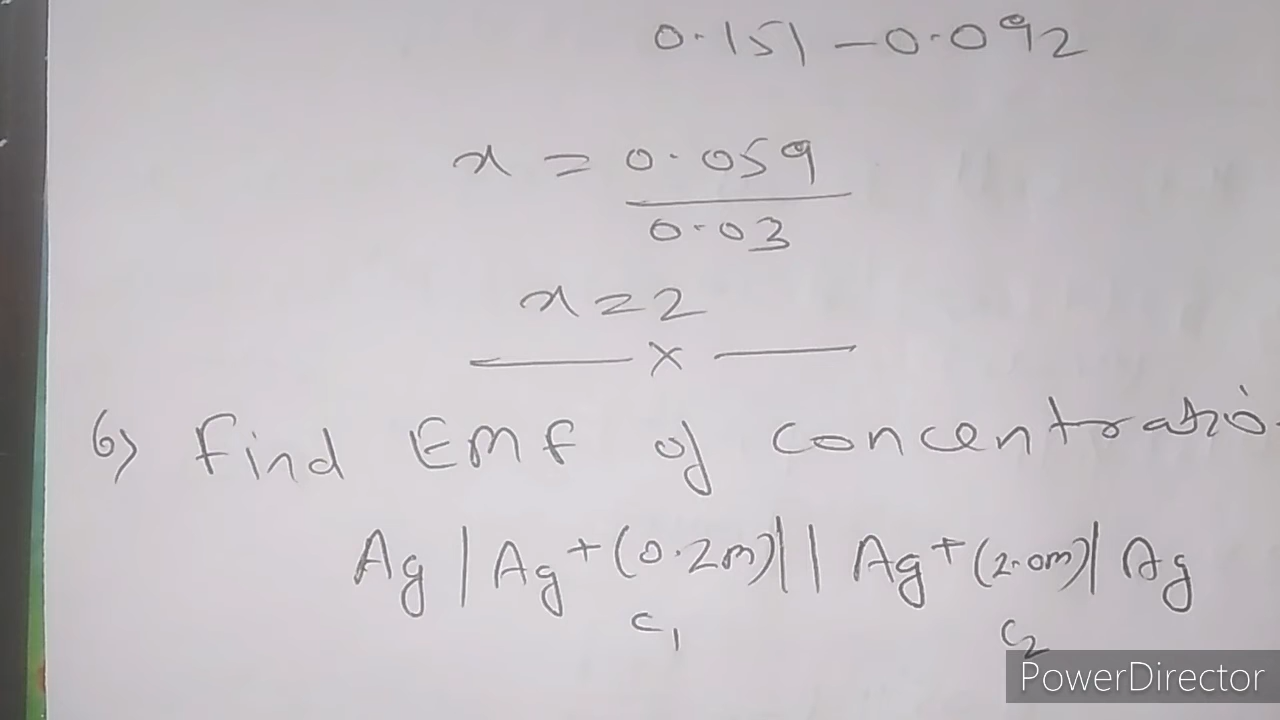 0.151 - 0.092
x = 0.059
0.03
x = 2
x
6) Find EMF of concentratio
Ag | Ag+ (0.2m) || Ag+ (2.0m) | Ag
C1 C2
PowerDirector